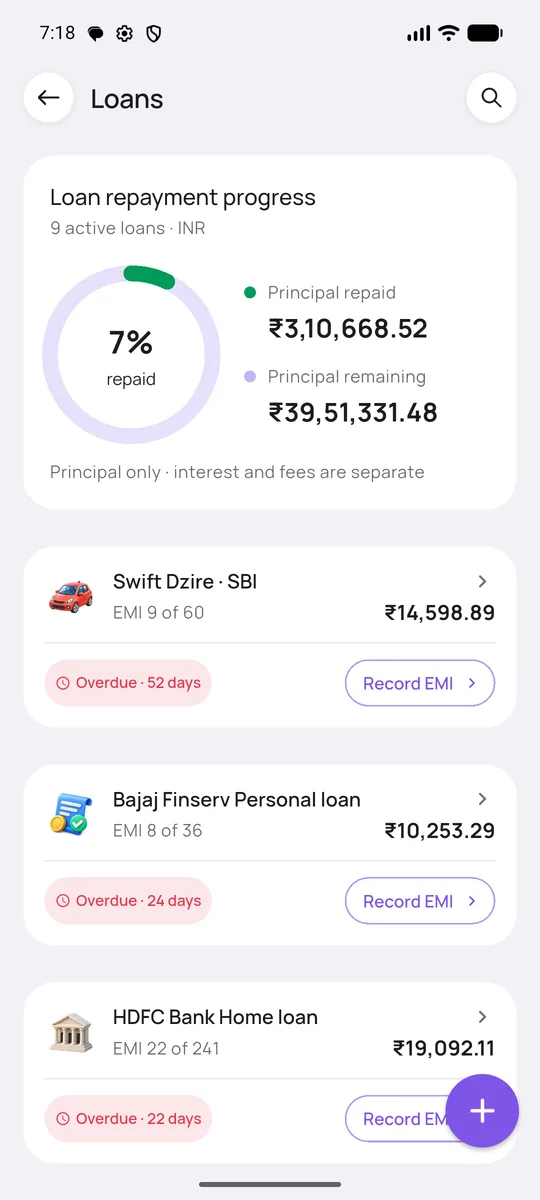 7:18
Loans
Loan repayment progress
9 active loans · INR
7%
repaid
Principal repaid
₹3,10,668.52
Principal remaining
₹39,51,331.48
Principal only · interest and fees are separate
Swift Dzire · SBI
EMI 9 of 60
₹14,598.89
Overdue · 52 days
Record EMI
Bajaj Finserv Personal loan
EMI 8 of 36
₹10,253.29
Overdue · 24 days
Record EMI
HDFC Bank Home loan
EMI 22 of 241
₹19,092.11
Overdue · 22 days
Record EM